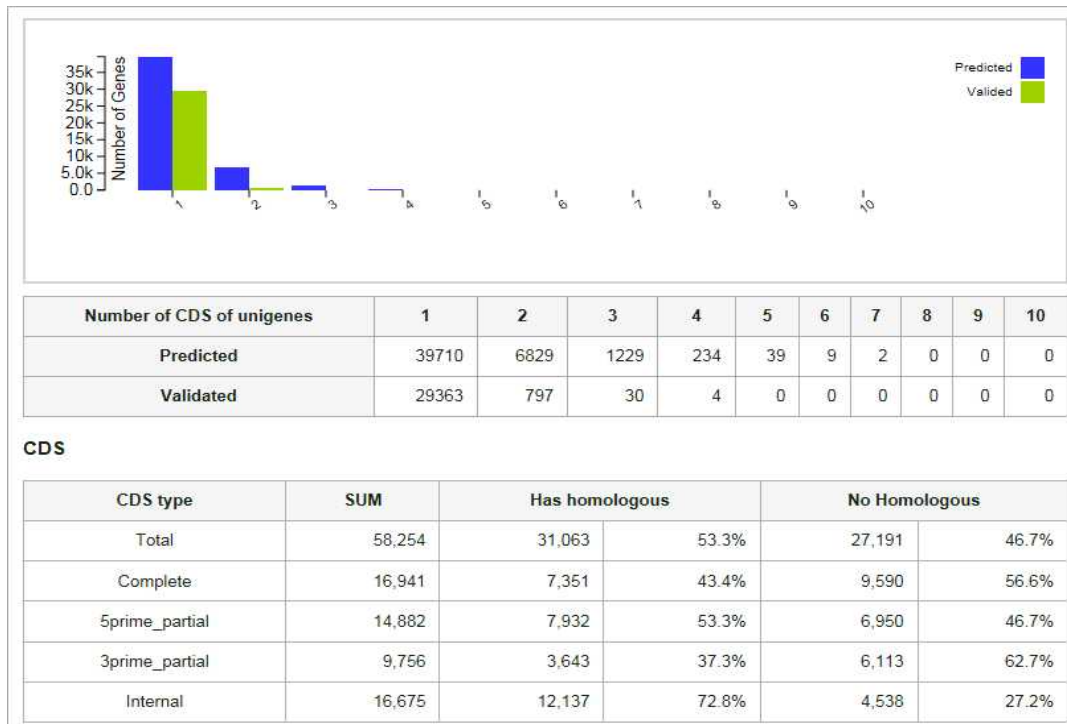 Number of Genes
35k
30k
25k
20k
15k
10k
5.0k
0.0
1 2 3 4 5 6 7 8 9 10
Predicted
Valided
Number of CDS of unigenes 1 2 3 4 5 6 7 8 9 10
Predicted 39710 6829 1229 234 39 9 2 0 0 0
Validated 29363 797 30 4 0 0 0 0 0 0
CDS
CDS type SUM Has homologous No Homologous
Total 58,254 31,063 53.3% 27,191 46.7%
Complete 16,941 7,351 43.4% 9,590 56.6%
5prime_partial 14,882 7,932 53.3% 6,950 46.7%
3prime_partial 9,756 3,643 37.3% 6,113 62.7%
Internal 16,675 12,137 72.8% 4,538 27.2%